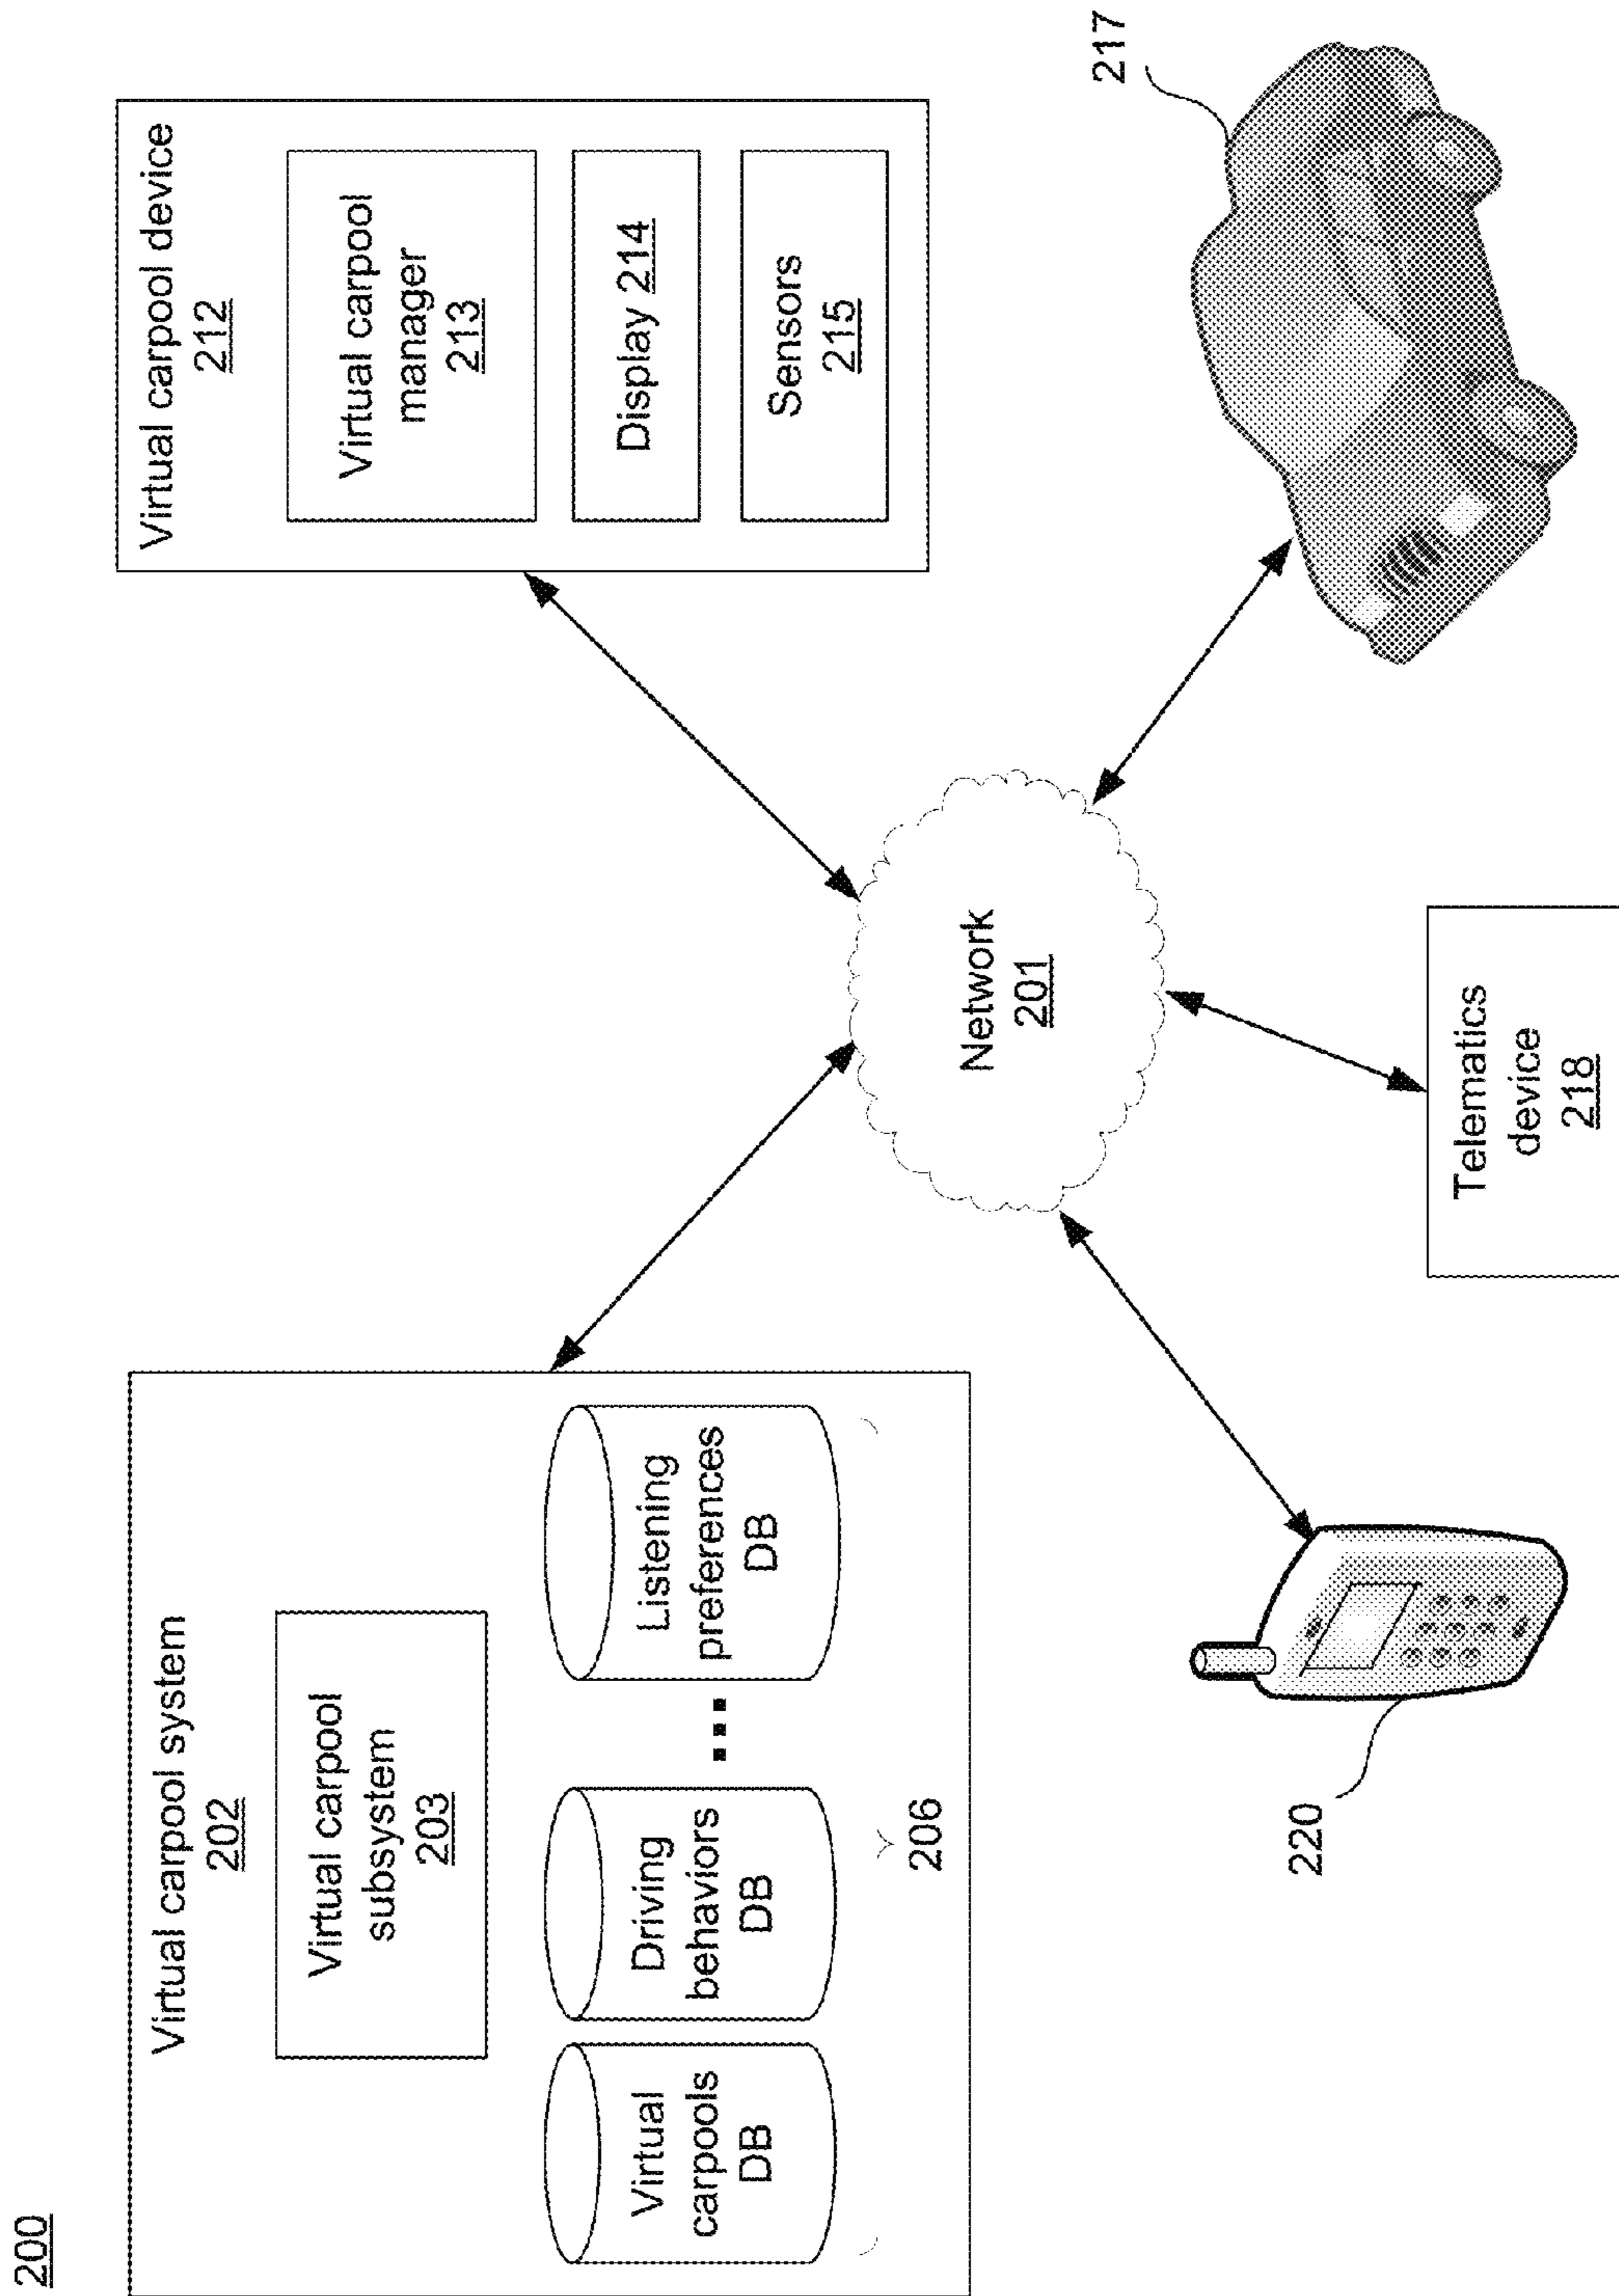 200
Virtual carpool system
202
Virtual carpool
subsystem
203
Virtual
carpools
DB
Driving
behaviors
DB
...
Listening
preferences
DB
206
Virtual carpool device
212
Virtual carpool
manager
213
Display 214
Sensors
215
Network
201
220
Telematics
device
218
217